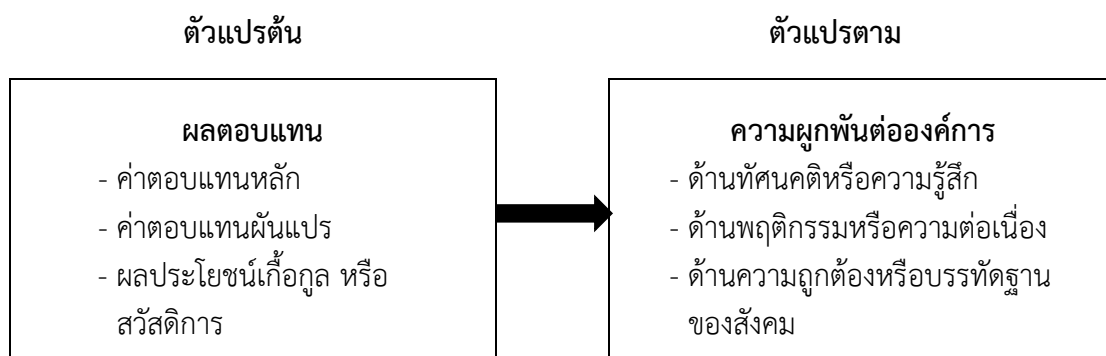 ตัวแปรต้น
ตัวแปรตาม
ผลตอบแทน
- ค่าตอบแทนหลัก
- ค่าตอบแทนผันแปร
- ผลประโยชน์เกื้อกูล หรือ
สวัสดิการ
ความผูกพันต่อองค์การ
- ด้านทัศนคติหรือความรู้สึก
- ด้านพฤติกรรมหรือความต่อเนื่อง
- ด้านความถูกต้องหรือบรรทัดฐาน
ของสังคม